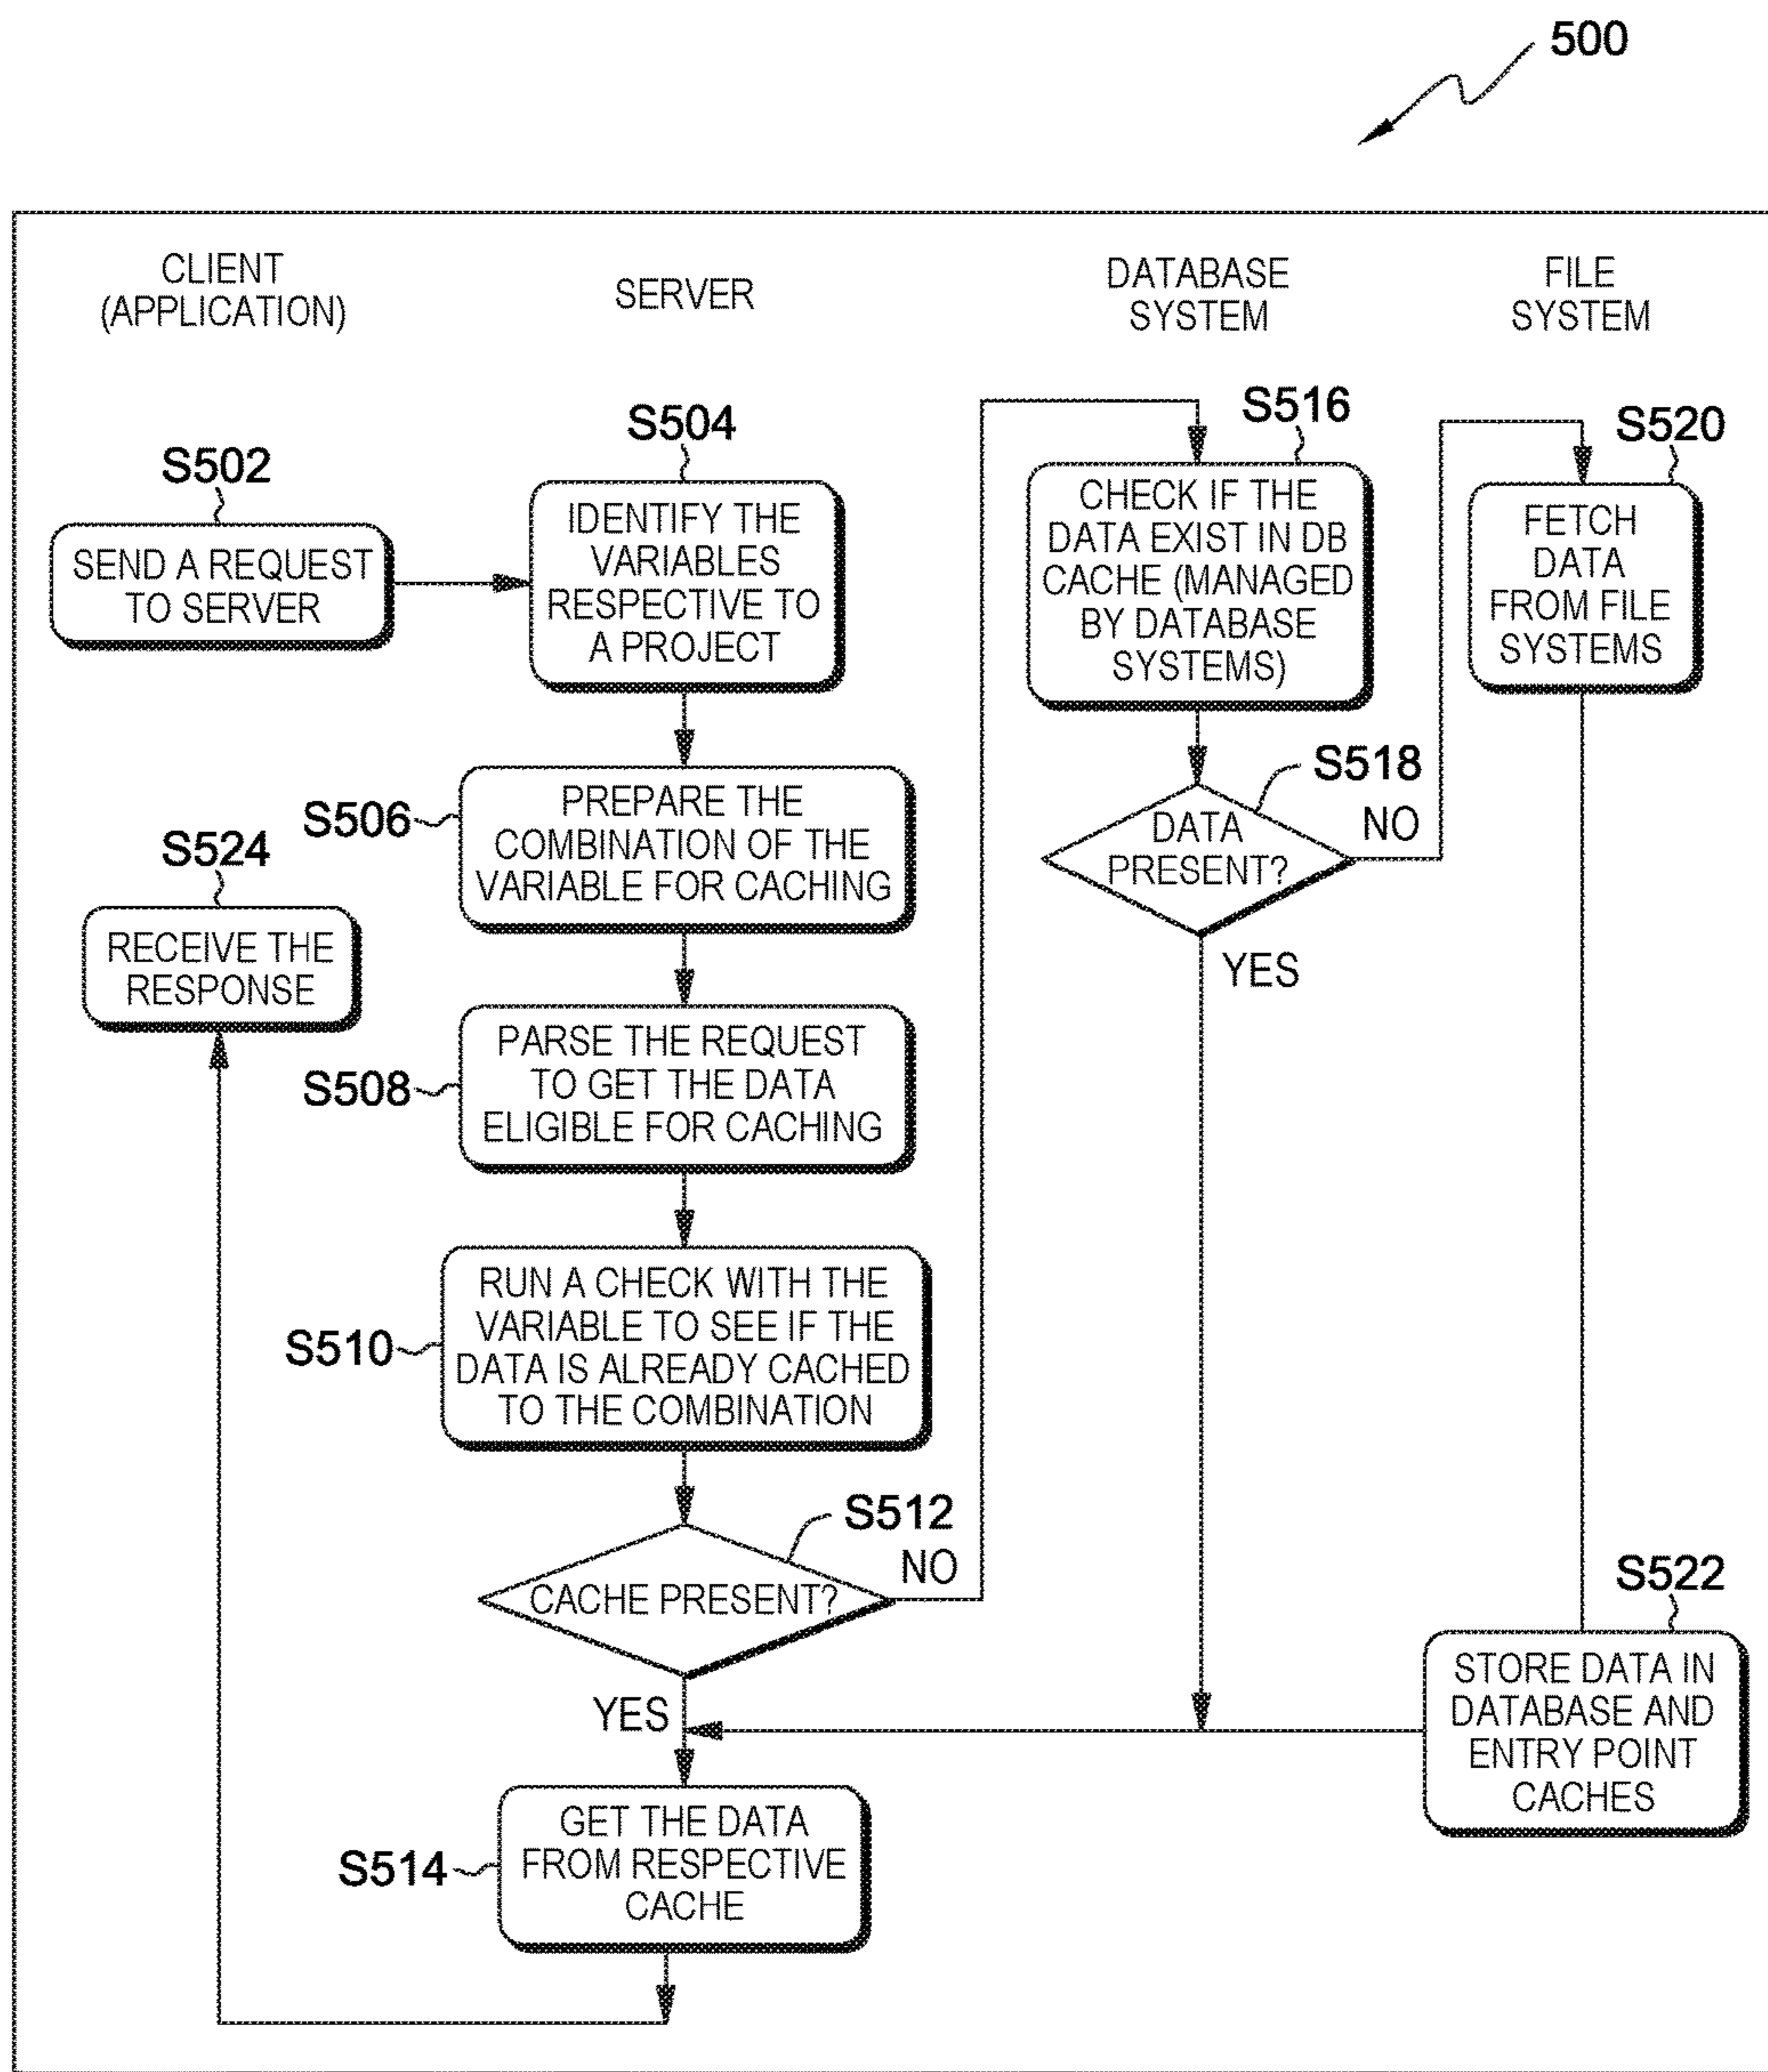 500
CLIENT
(APPLICATION)
SERVER
DATABASE
SYSTEM
FILE
SYSTEM
S502
SEND A REQUEST
TO SERVER
S504
IDENTIFY THE
VARIABLES
RESPECTIVE TO
A PROJECT
S506
PREPARE THE
COMBINATION OF THE
VARIABLE FOR CACHING
S508
PARSE THE REQUEST
TO GET THE DATA
ELIGIBLE FOR CACHING
S510
RUN A CHECK WITH THE
VARIABLE TO SEE IF THE
DATA IS ALREADY CACHED
TO THE COMBINATION
S512
CACHE PRESENT?
NO
YES
S514
GET THE DATA
FROM RESPECTIVE
CACHE
S516
CHECK IF THE
DATA EXIST IN DB
CACHE (MANAGED
BY DATABASE
SYSTEMS)
S518
DATA
PRESENT?
NO
YES
S520
FETCH
DATA
FROM FILE
SYSTEMS
S522
STORE DATA IN
DATABASE AND
ENTRY POINT
CACHES
S524
RECEIVE THE
RESPONSE